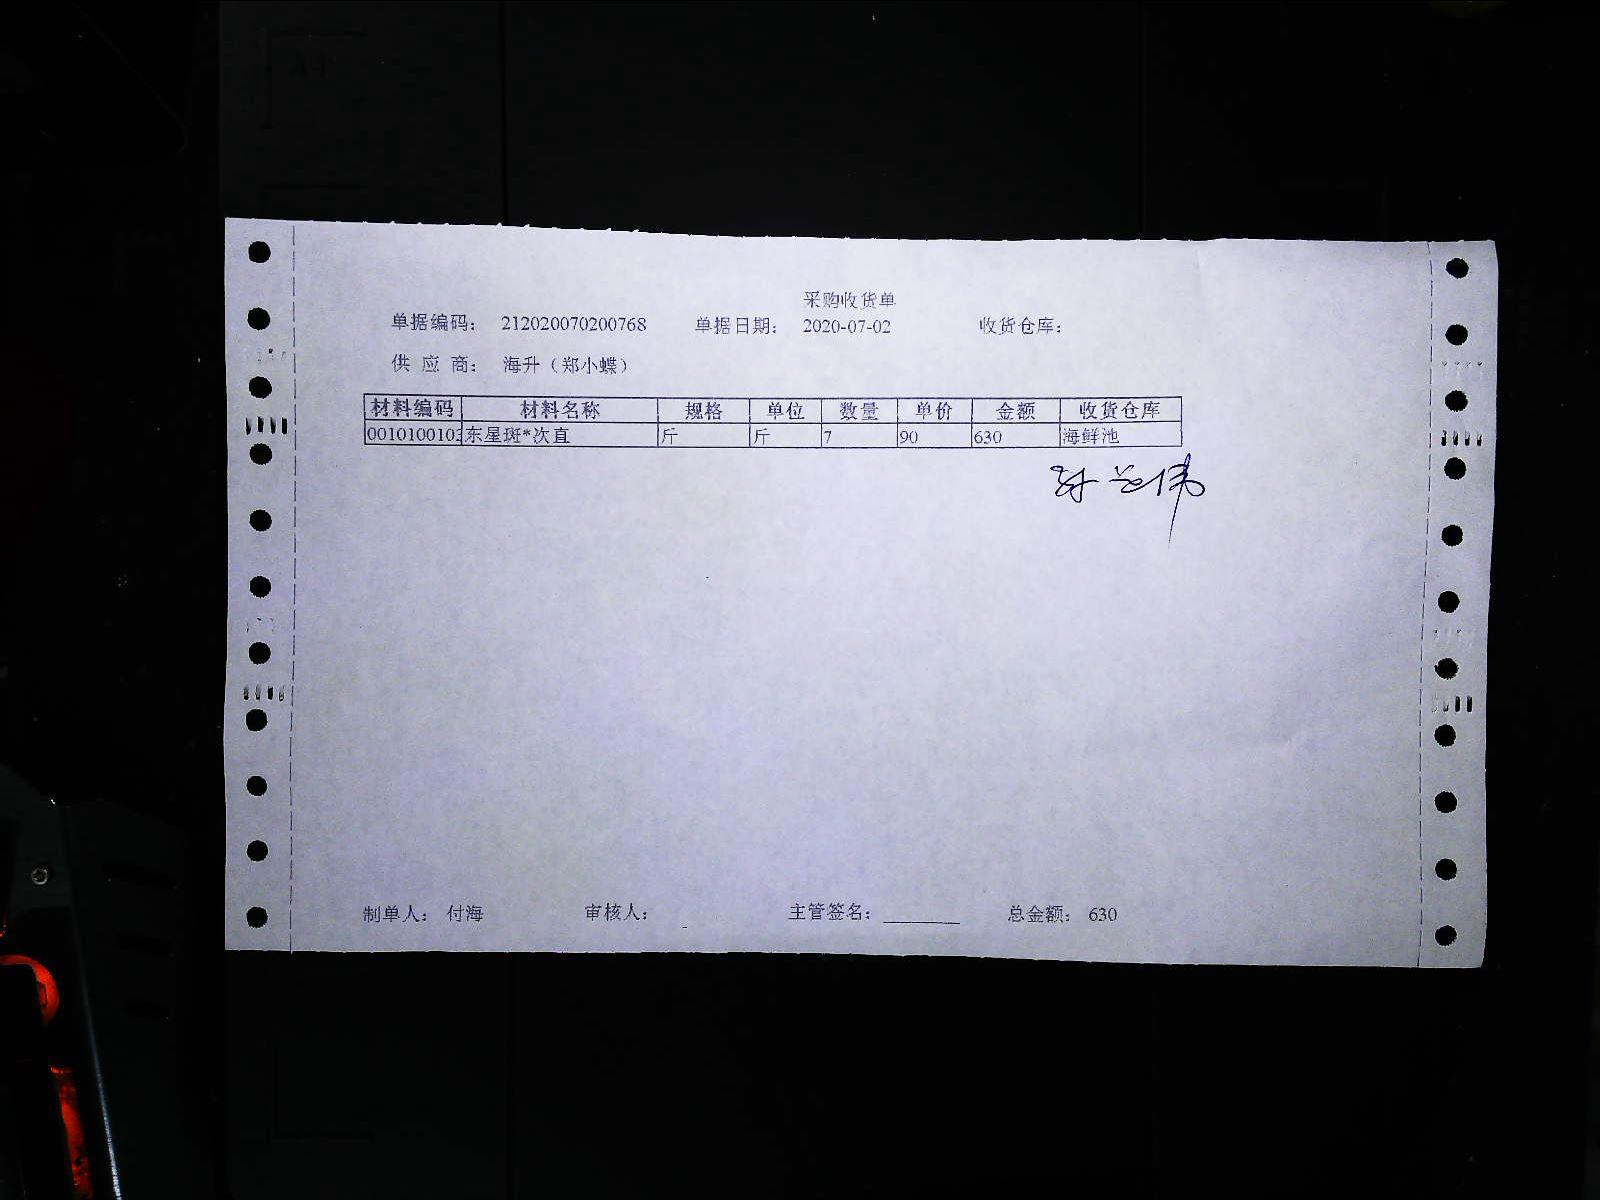 采购收货单
单据编码: 212020070200768 单据日期: 2020-07-02 收货仓库:
供 应 商: 海升（郑小蝶）
材料编码 材料名称 规格 单位 数量 单价 金额 收货仓库
0010100103 东星斑*次直 斤 斤 7 90 630 海鲜池
制单人: 付海 审核人: 主管签名: 总金额: 630